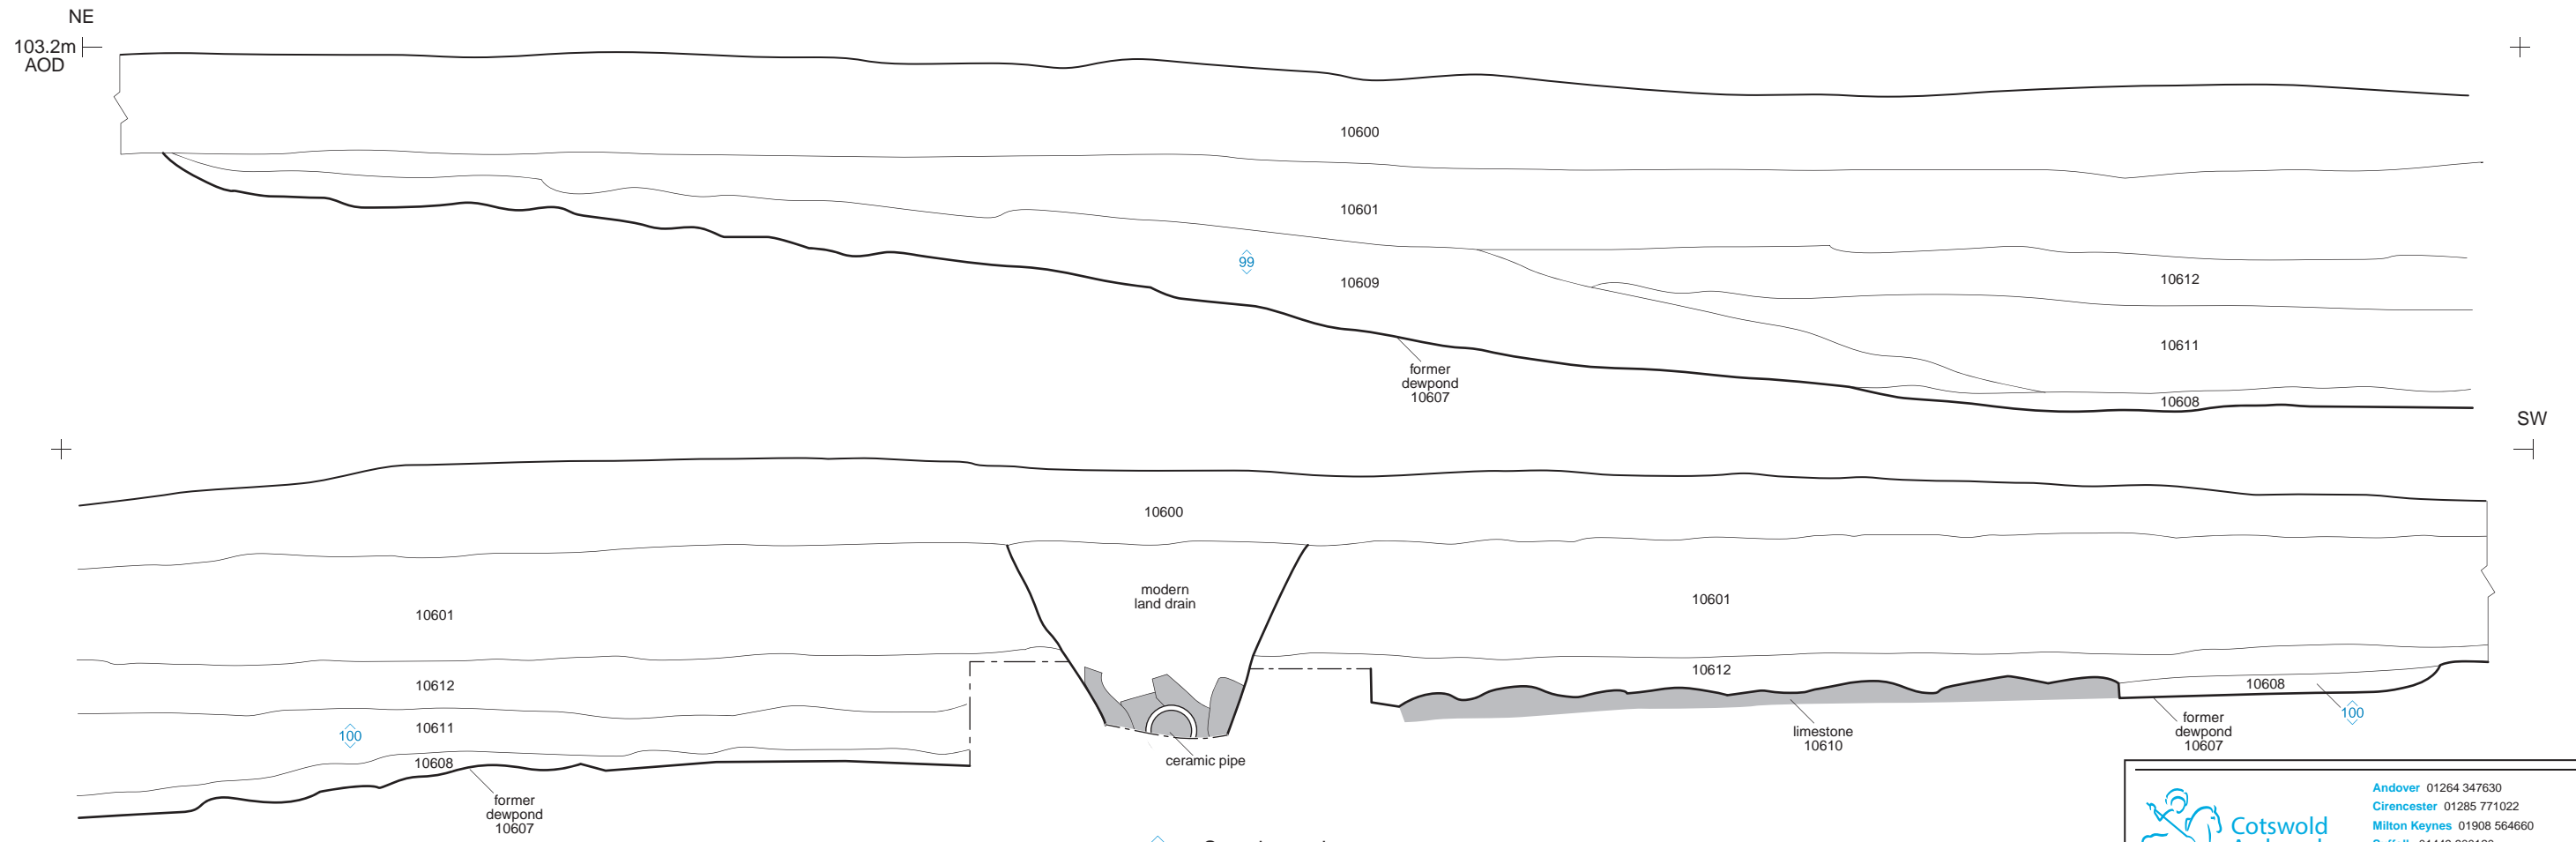 NE
103.2m
AOD
10600
10601
99
10609
10612
10611
10608
former
dewpond
10607
SW
10600
modern
land drain
10601
10601
10612
10612
10608
100
10611
100
10608
ceramic pipe
limestone
10610
former
dewpond
10607
former
dewpond
10607
Andover 01264 347630
Cirencester 01285 771022
Milton Keynes 01908 564660
Cotswold